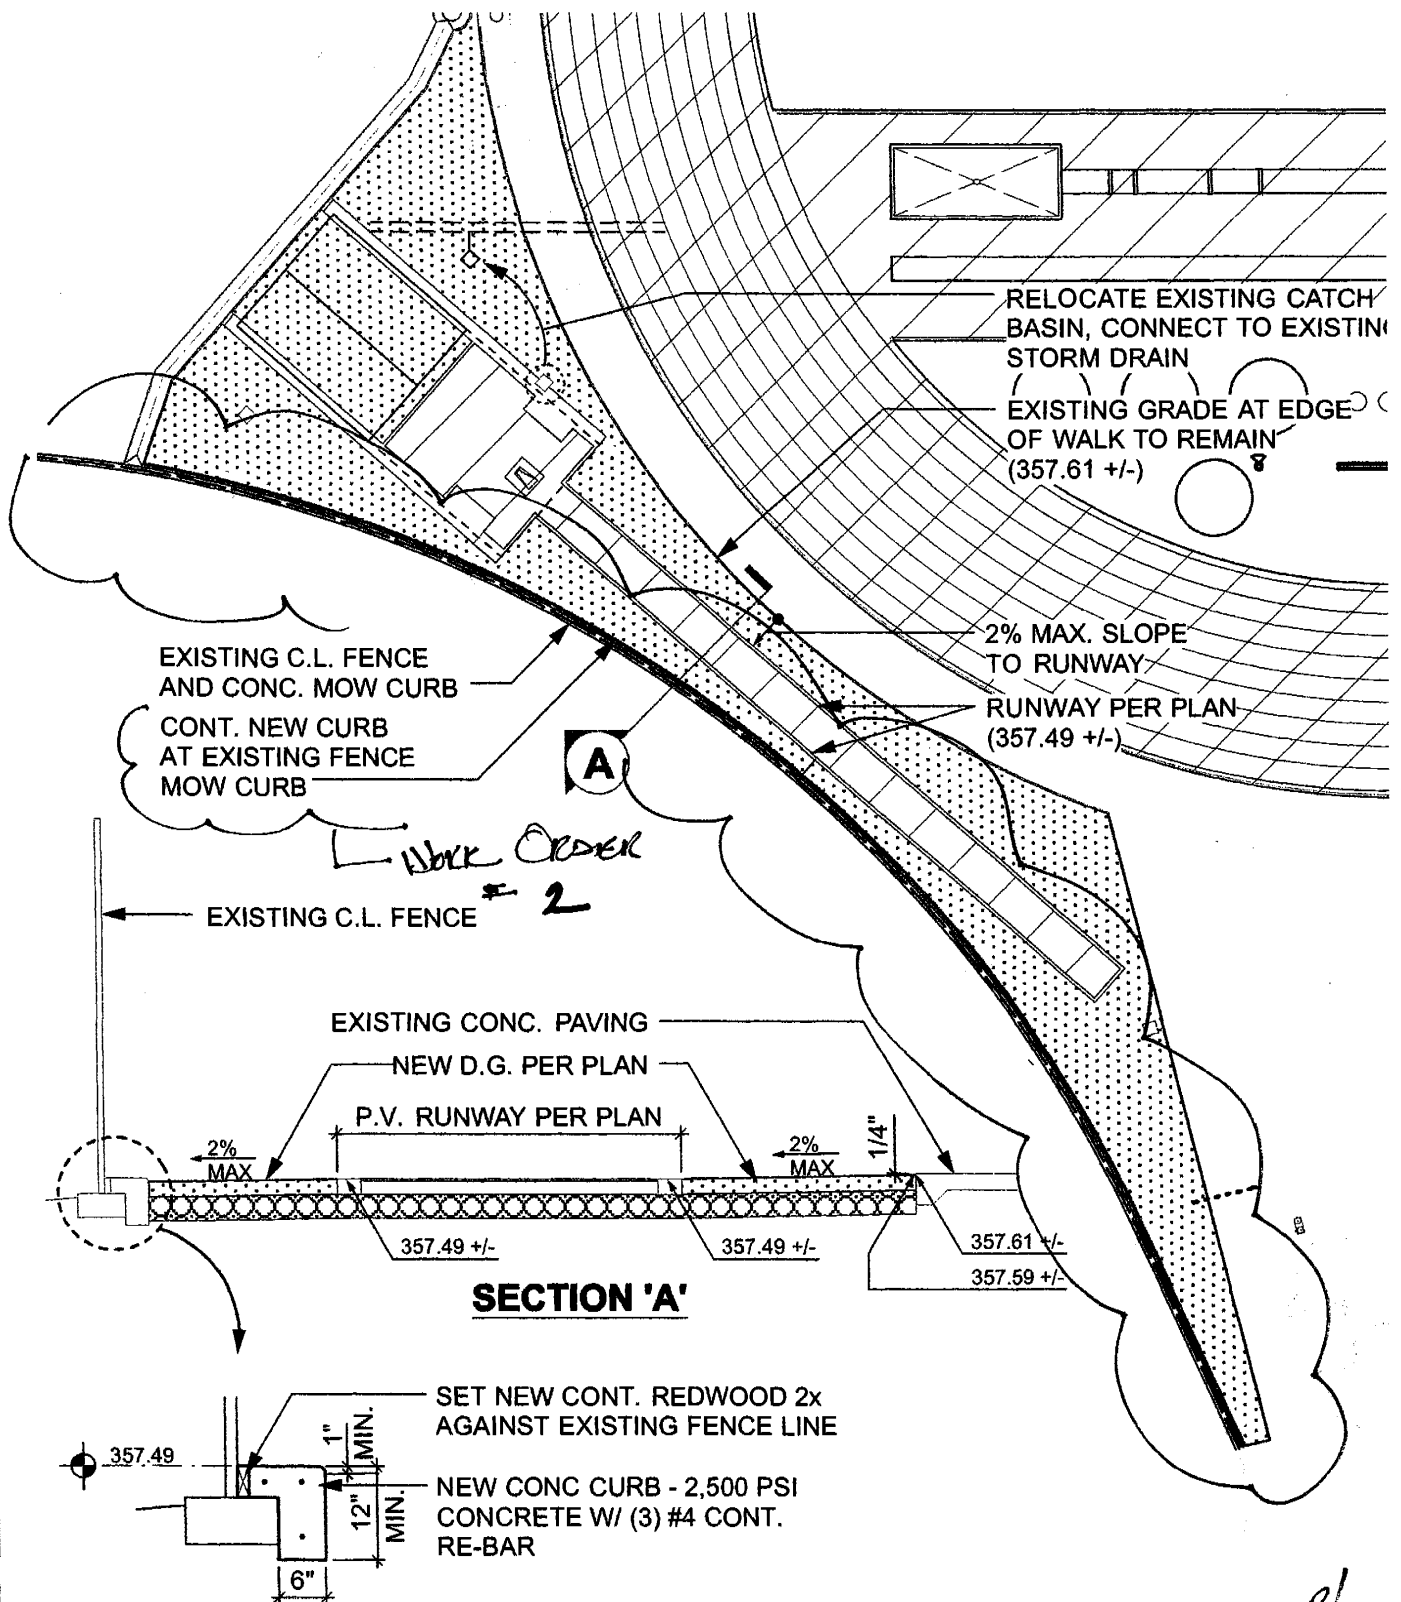 RELOCATE EXISTING CATCH
BASIN, CONNECT TO EXISTING
STORM DRAIN
EXISTING GRADE AT EDGE
OF WALK TO REMAIN
(357.61 +/-)
2% MAX. SLOPE
TO RUNWAY
RUNWAY PER PLAN
(357.49 +/-)
EXISTING C.L. FENCE
AND CONC. MOW CURB
CONT. NEW CURB
AT EXISTING FENCE
MOW CURB
A
WORK ORDER
# 2
EXISTING C.L. FENCE
EXISTING CONC. PAVING
NEW D.G. PER PLAN
P.V. RUNWAY PER PLAN
2%
MAX
2%
MAX
1/4"
357.49 +/-
357.49 +/-
357.61 +/-
357.59 +/-
SECTION 'A'
SET NEW CONT. REDWOOD 2x
AGAINST EXISTING FENCE LINE
1"
MIN.
357.49
NEW CONC CURB - 2,500 PSI
CONCRETE W/ (3) #4 CONT.
RE-BAR
12"
MIN.
6"